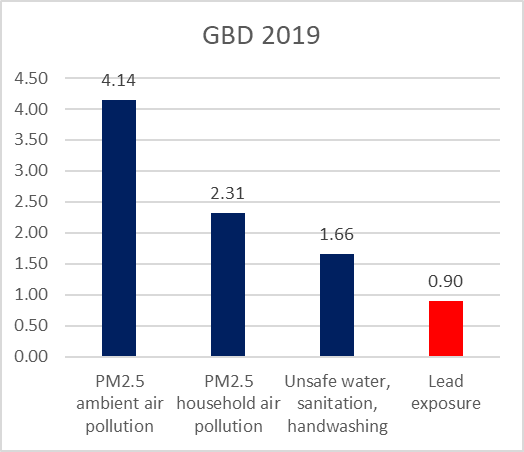 GBD 2019
4.50
4.00
3.50
3.00
2.50
2.00
1.50
1.00
0.50
0.00
4.14
2.31
1.66
0.90
PM2.5
ambient air
pollution
PM2.5
household air
pollution
Unsafe water,
sanitation,
handwashing
Lead
exposure